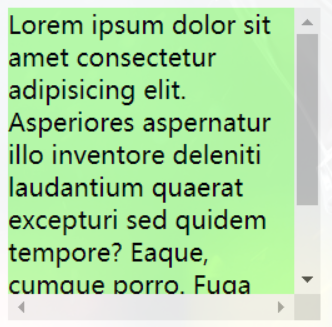 Lorem ipsum dolor sit
amet consectetur
adipisicing elit.
Asperiores aspernatur
illo inventore deleniti
laudantium quaerat
excepturi sed quidem
tempore? Eaque,
cumque porro. Fuga